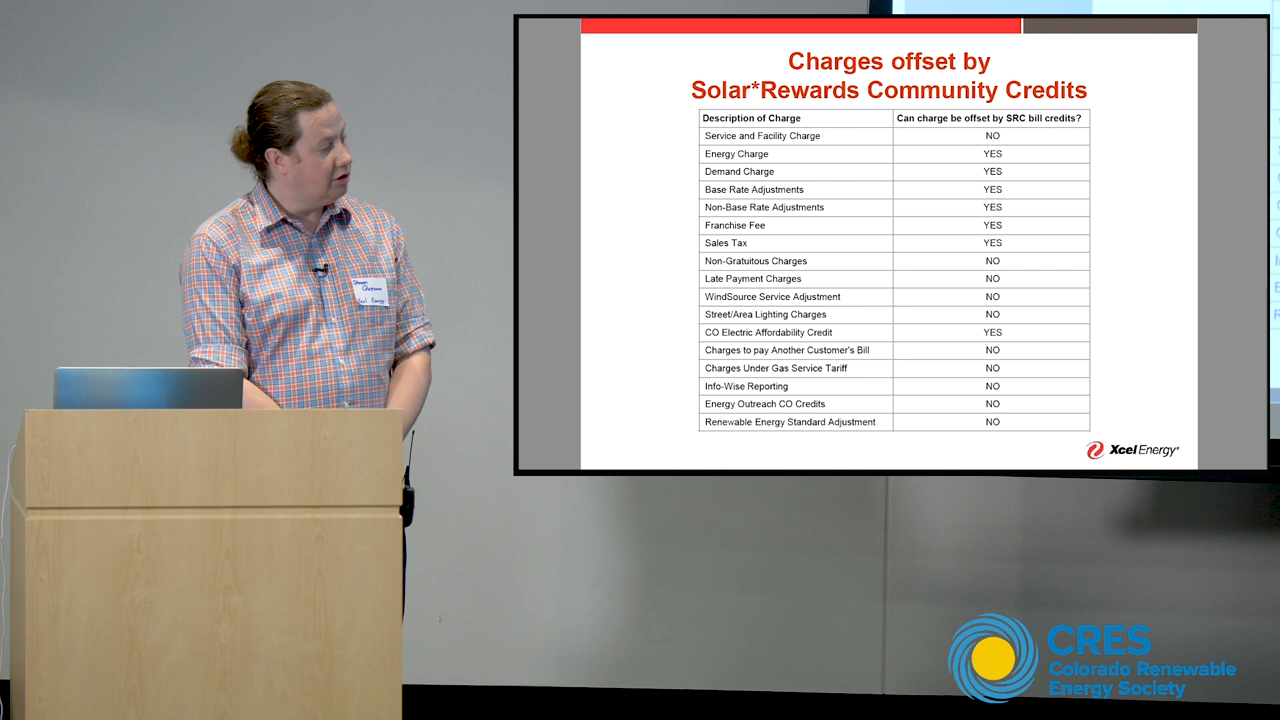 Charges offset by
Solar*Rewards Community Credits
Description of Charge Can charge be offset by SRC bill credits?
Service and Facility Charge NO
Energy Charge YES
Demand Charge YES
Base Rate Adjustments YES
Non-Base Rate Adjustments YES
Franchise Fee YES
Sales Tax YES
Non-Gratuitous Charges NO
Late Payment Charges NO
WindSource Service Adjustment NO
Street/Area Lighting Charges NO
CO Electric Affordability Credit YES
Charges to pay Another Customer's Bill NO
Charges Under Gas Service Tariff NO
Info-Wise Reporting NO
Energy Outreach CO Credits NO
Renewable Energy Standard Adjustment NO
Xcel Energy®
Xcel Energy
CRES
Colorado Renewable
Energy Society